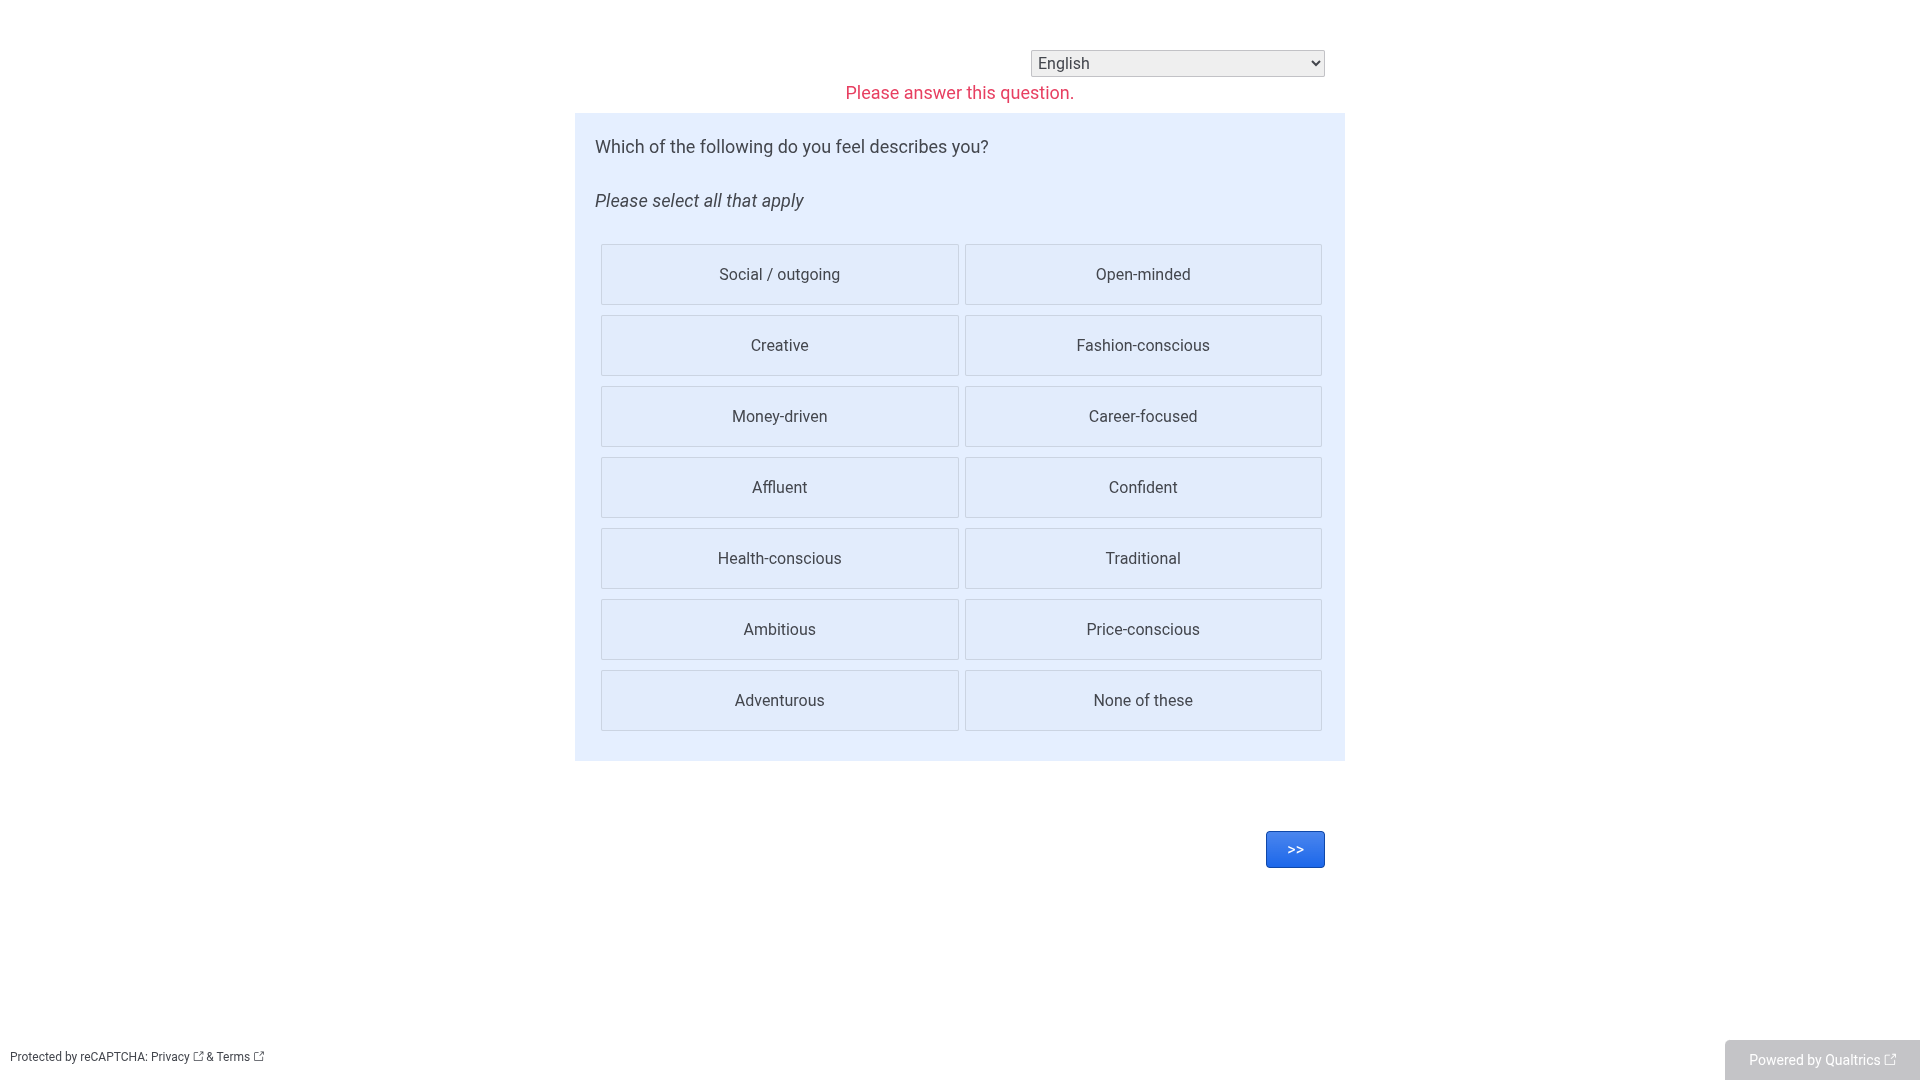 English
Please answer this question.
Which of the following do you feel describes you?
Please select all that apply
Social / outgoing
Open-minded
Creative
Fashion-conscious
Money-driven
Career-focused
Affluent
Confident
Health-conscious
Traditional
Ambitious
Price-conscious
Adventurous
None of these
>>
Protected by reCAPTCHA: Privacy & Terms
Powered by Qualtrics